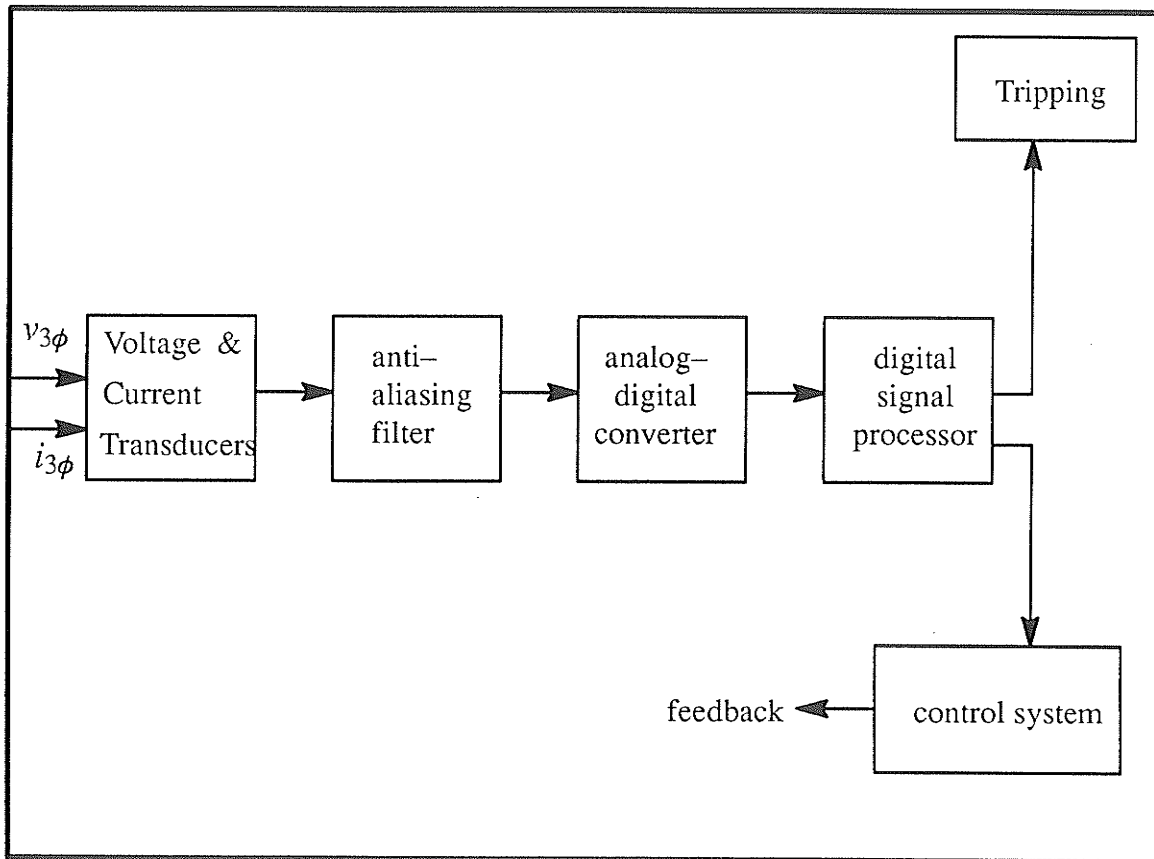 Tripping
v3ϕ
i3ϕ
Voltage &
Current
Transducers
anti–
aliasing
filter
analog–
digital
converter
digital
signal
processor
feedback
control system